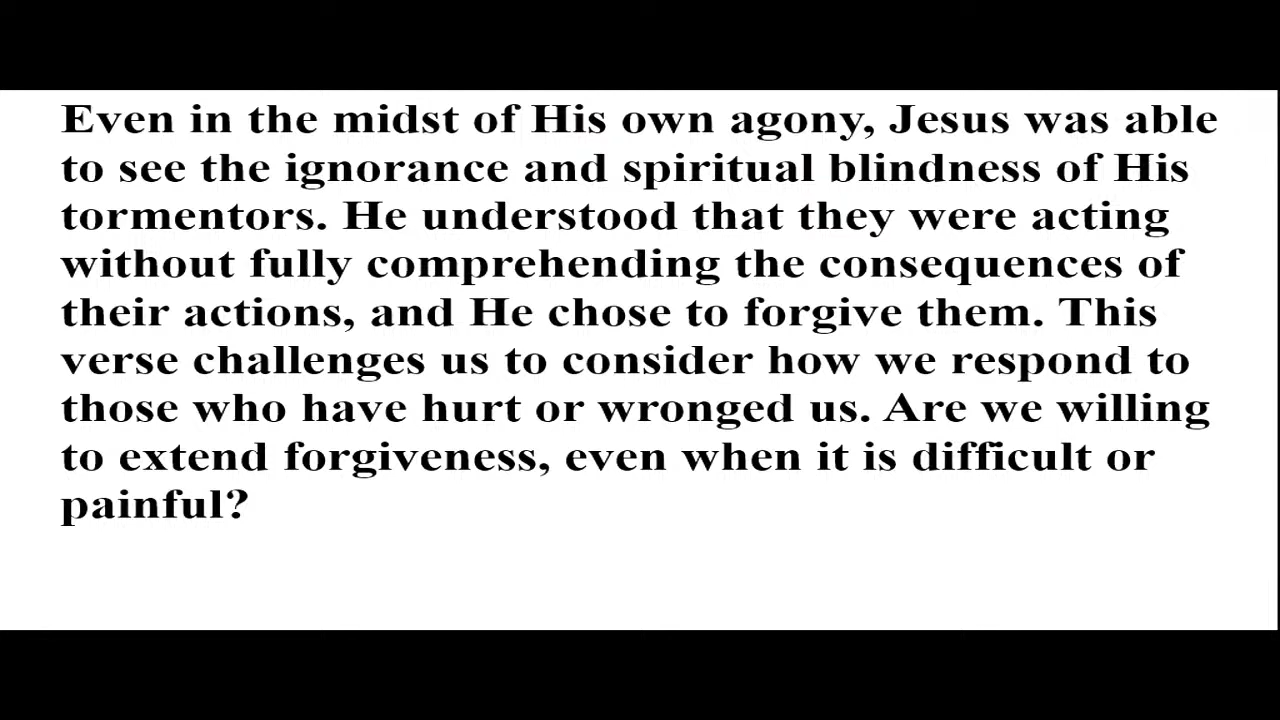 Even in the midst of His own agony, Jesus was able
to see the ignorance and spiritual blindness of His
tormentors. He understood that they were acting
without fully comprehending the consequences of
their actions, and He chose to forgive them. This
verse challenges us to consider how we respond to
those who have hurt or wronged us. Are we willing
to extend forgiveness, even when it is difficult or
painful?